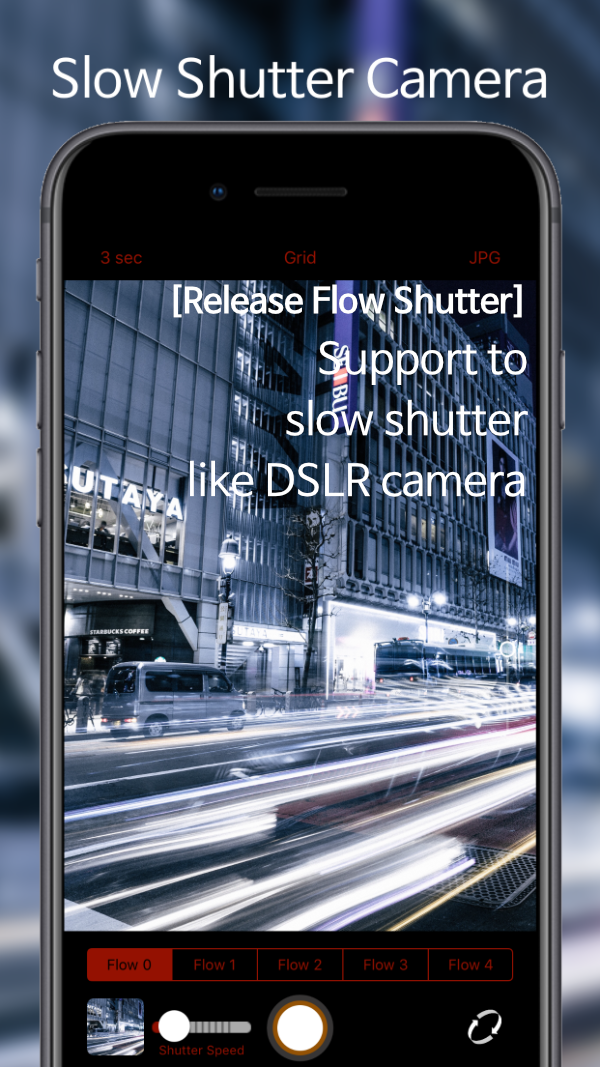 Slow Shutter Camera
3 sec Grid JPG
[Release Flow Shutter]
Support to
slow shutter
like DSLR camera
UTAYA
STARBUCKS COFFEE
Flow 0 Flow 1 Flow 2 Flow 3 Flow 4
Shutter Speed